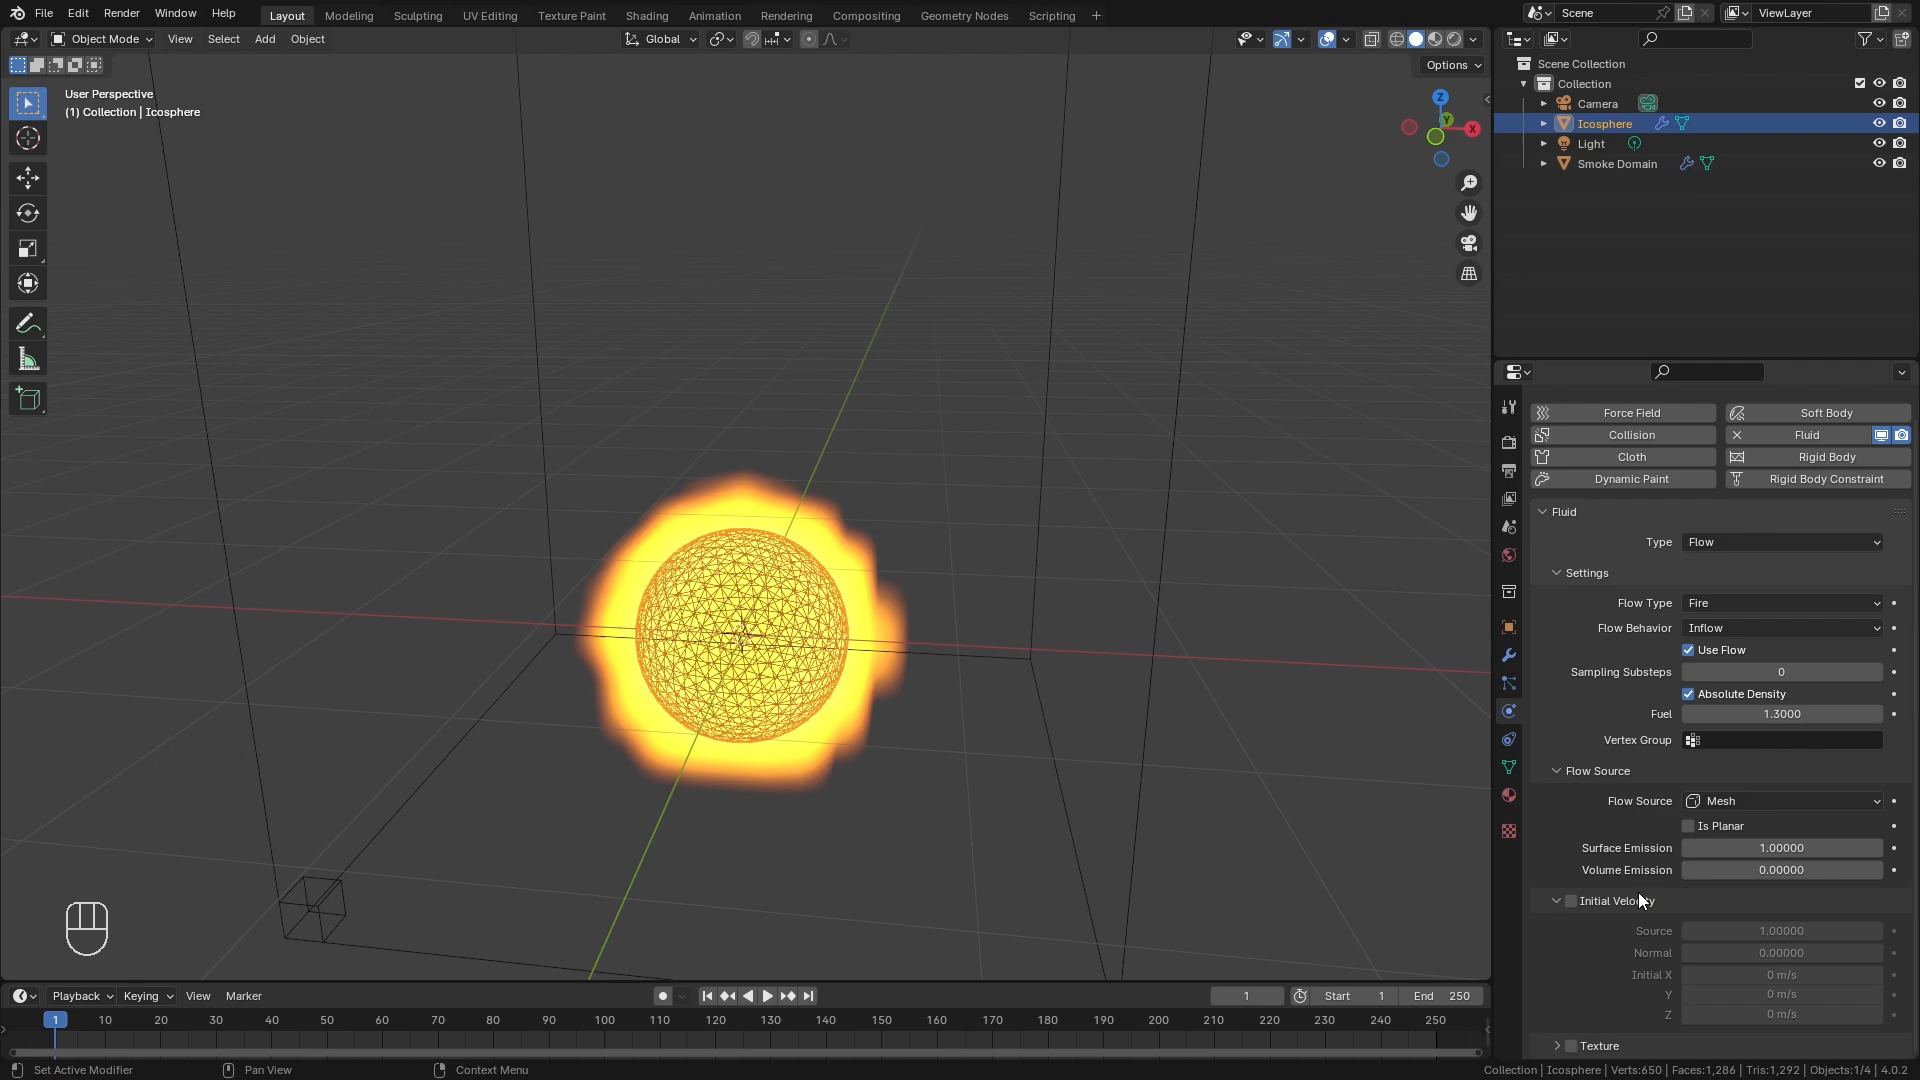 File Edit Render Window Help
Layout Modeling Sculpting UV Editing Texture Paint Shading Animation Rendering Compositing Geometry Nodes Scripting +
Scene
ViewLayer
Object Mode View Select Add Object
Global
Options
User Perspective
(1) Collection | Icosphere
Z
Y
X
Scene Collection
Collection
Camera
Icosphere
Light
Smoke Domain
Force Field
Soft Body
Collision
Fluid
Cloth
Rigid Body
Dynamic Paint
Rigid Body Constraint
Fluid
Type Flow
Settings
Flow Type Fire
Flow Behavior Inflow
Use Flow
Sampling Substeps 0
Absolute Density
Fuel 1.3000
Vertex Group
Flow Source
Flow Source Mesh
Is Planar
Surface Emission 1.00000
Volume Emission 0.00000
Initial Velocity
Source 1.00000
Normal 0.00000
Initial X 0 m/s
Y 0 m/s
Z 0 m/s
Texture
Playback Keying View Marker
1
Start 1
End 250
1 10 20 30 40 50 60 70 80 90 100 110 120 130 140 150 160 170 180 190 200 210 220 230 240 250
Set Active Modifier
Pan View
Context Menu
Collection | Icosphere | Verts:650 | Faces:1,286 | Tris:1,292 | Objects:1/4 | 4.0.2